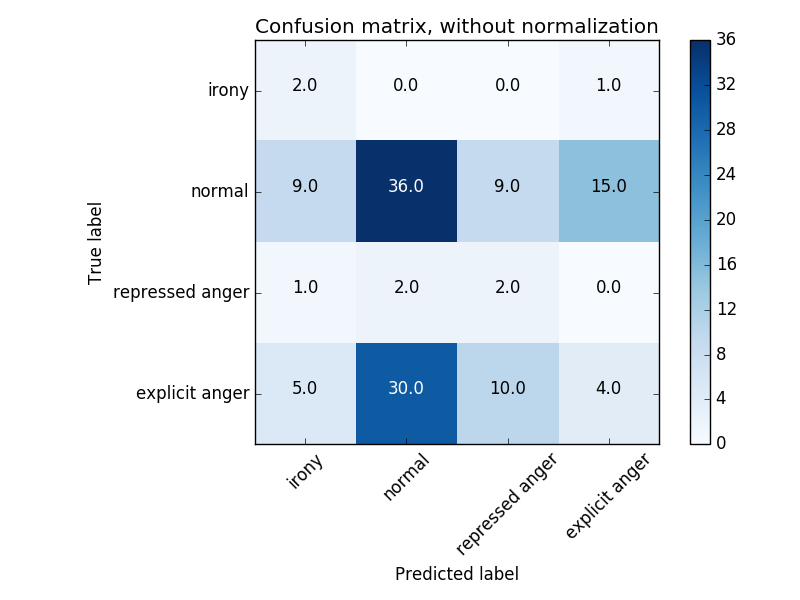 Confusion matrix, without normalization
irony
normal
repressed anger
explicit anger
True label
2.0 0.0 0.0 1.0
9.0 36.0 9.0 15.0
1.0 2.0 2.0 0.0
5.0 30.0 10.0 4.0
irony
normal
repressed anger
explicit anger
Predicted label
36
32
28
24
20
16
12
8
4
0